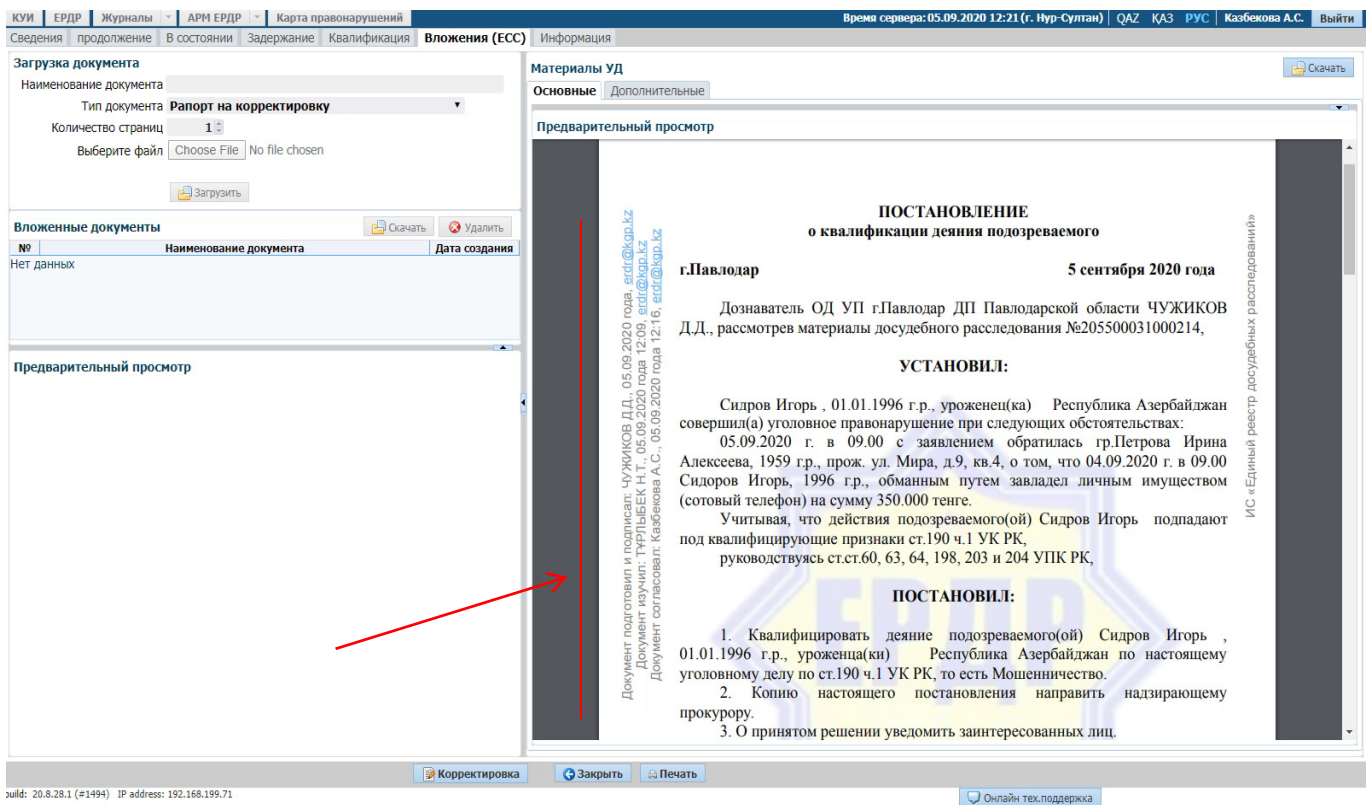 КУИ ЕРДР Журналы АРМ ЕРДР Карта правонарушений Время сервера: 05.09.2020 12:21 (г. Нур-Султан) QAZ ҚАЗ РУС Казбекова А.С. Выйти
Сведения продолжение В состоянии Задержание Квалификация Вложения (ЕСС) Информация
Загрузка документа
Наименование документа
Тип документа Рапорт на корректировку
Количество страниц 1
Выберите файл Choose File No file chosen
Загрузить
Вложенные документы Скачать Удалить
№ Наименование документа Дата создания
Нет данных
Предварительный просмотр
Материалы УД Скачать
Основные Дополнительные
Предварительный просмотр
Документ подготовил и подписал: ЧУЖИКОВ Д.Д., 05.09.2020 года, erdr@kgp.kz
Документ изучил: ТҰРЛЫБЕК Н.Т., 05.09.2020 года 12:09, erdr@kgp.kz
Документ согласовал: Казбекова А.С., 05.09.2020 года 12:16, erdr@kgp.kz
ПОСТАНОВЛЕНИЕ
о квалификации деяния подозреваемого
г.Павлодар 5 сентября 2020 года
Дознаватель ОД УП г.Павлодар ДП Павлодарской области ЧУЖИКОВ
Д.Д., рассмотрев материалы досудебного расследования №205500031000214,
УСТАНОВИЛ:
Сидров Игорь , 01.01.1996 г.р., уроженец(ка) Республика Азербайджан
совершил(а) уголовное правонарушение при следующих обстоятельствах:
05.09.2020 г. в 09.00 с заявлением обратилась гр.Петрова Ирина
Алексеева, 1959 г.р., прож. ул. Мира, д.9, кв.4, о том, что 04.09.2020 г. в 09.00
Сидоров Игорь, 1996 г.р., обманным путем завладел личным имуществом
(сотовый телефон) на сумму 350.000 тенге.
Учитывая, что действия подозреваемого(ой) Сидров Игорь подпадают
под квалифицирующие признаки ст.190 ч.1 УК РК,
руководствуясь ст.ст.60, 63, 64, 198, 203 и 204 УПК РК,
ПОСТАНОВИЛ:
1. Квалифицировать деяние подозреваемого(ой) Сидров Игорь ,
01.01.1996 г.р., уроженца(ки) Республика Азербайджан по настоящему
уголовному делу по ст.190 ч.1 УК РК, то есть Мошенничество.
2. Копию настоящего постановления направить надзирающему
прокурору.
3. О принятом решении уведомить заинтересованных лиц.
ЕРДР
ИС «Единый реестр досудебных расследований»
Корректировка Закрыть Печать
build: 20.8.28.1 (#1494) IP address: 192.168.199.71
Онлайн тех.поддержка